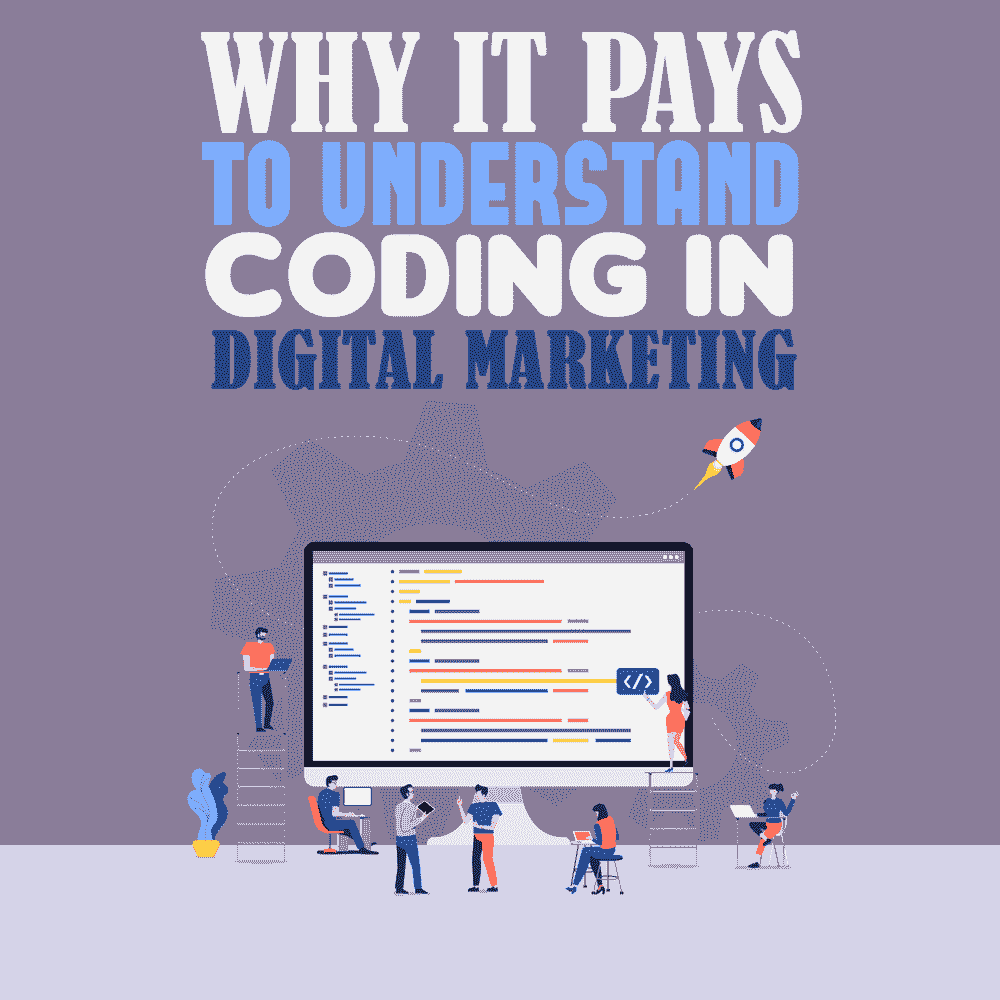 WHY IT PAYS
TO UNDERSTAND
CODING IN
DIGITAL MARKETING
</>